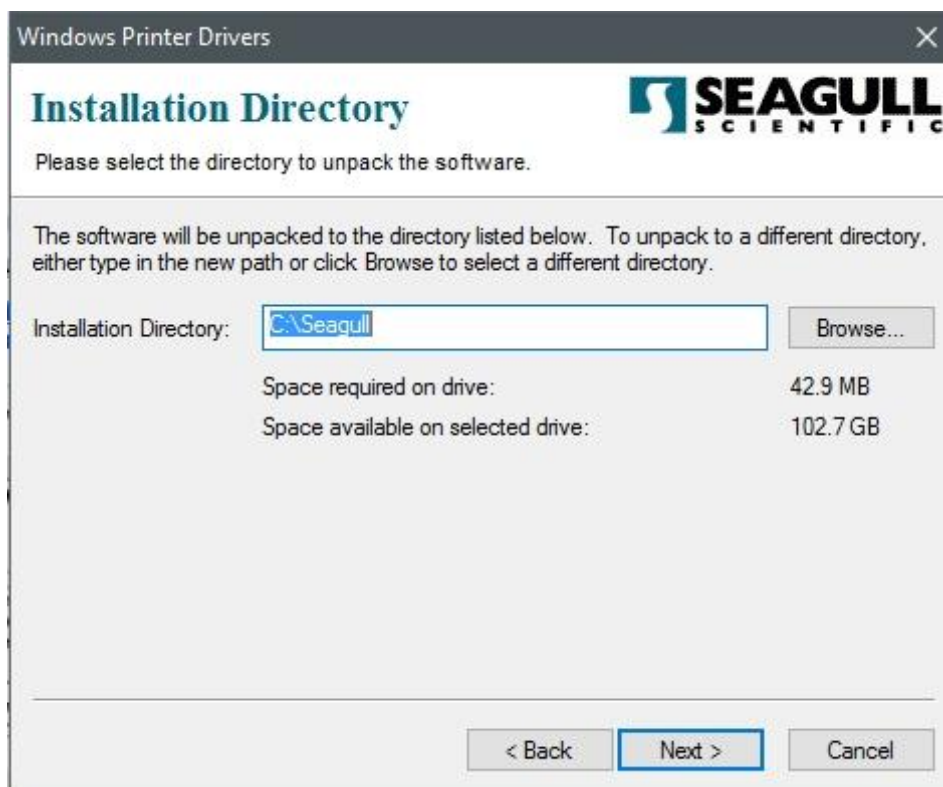 Windows Printer Drivers
Installation Directory
SEAGULL
SCIENTIFIC
Please select the directory to unpack the software.
The software will be unpacked to the directory listed below. To unpack to a different directory,
either type in the new path or click Browse to select a different directory.
Installation Directory: C:\Seagull Browse...
Space required on drive: 42.9 MB
Space available on selected drive: 102.7 GB
< Back Next > Cancel